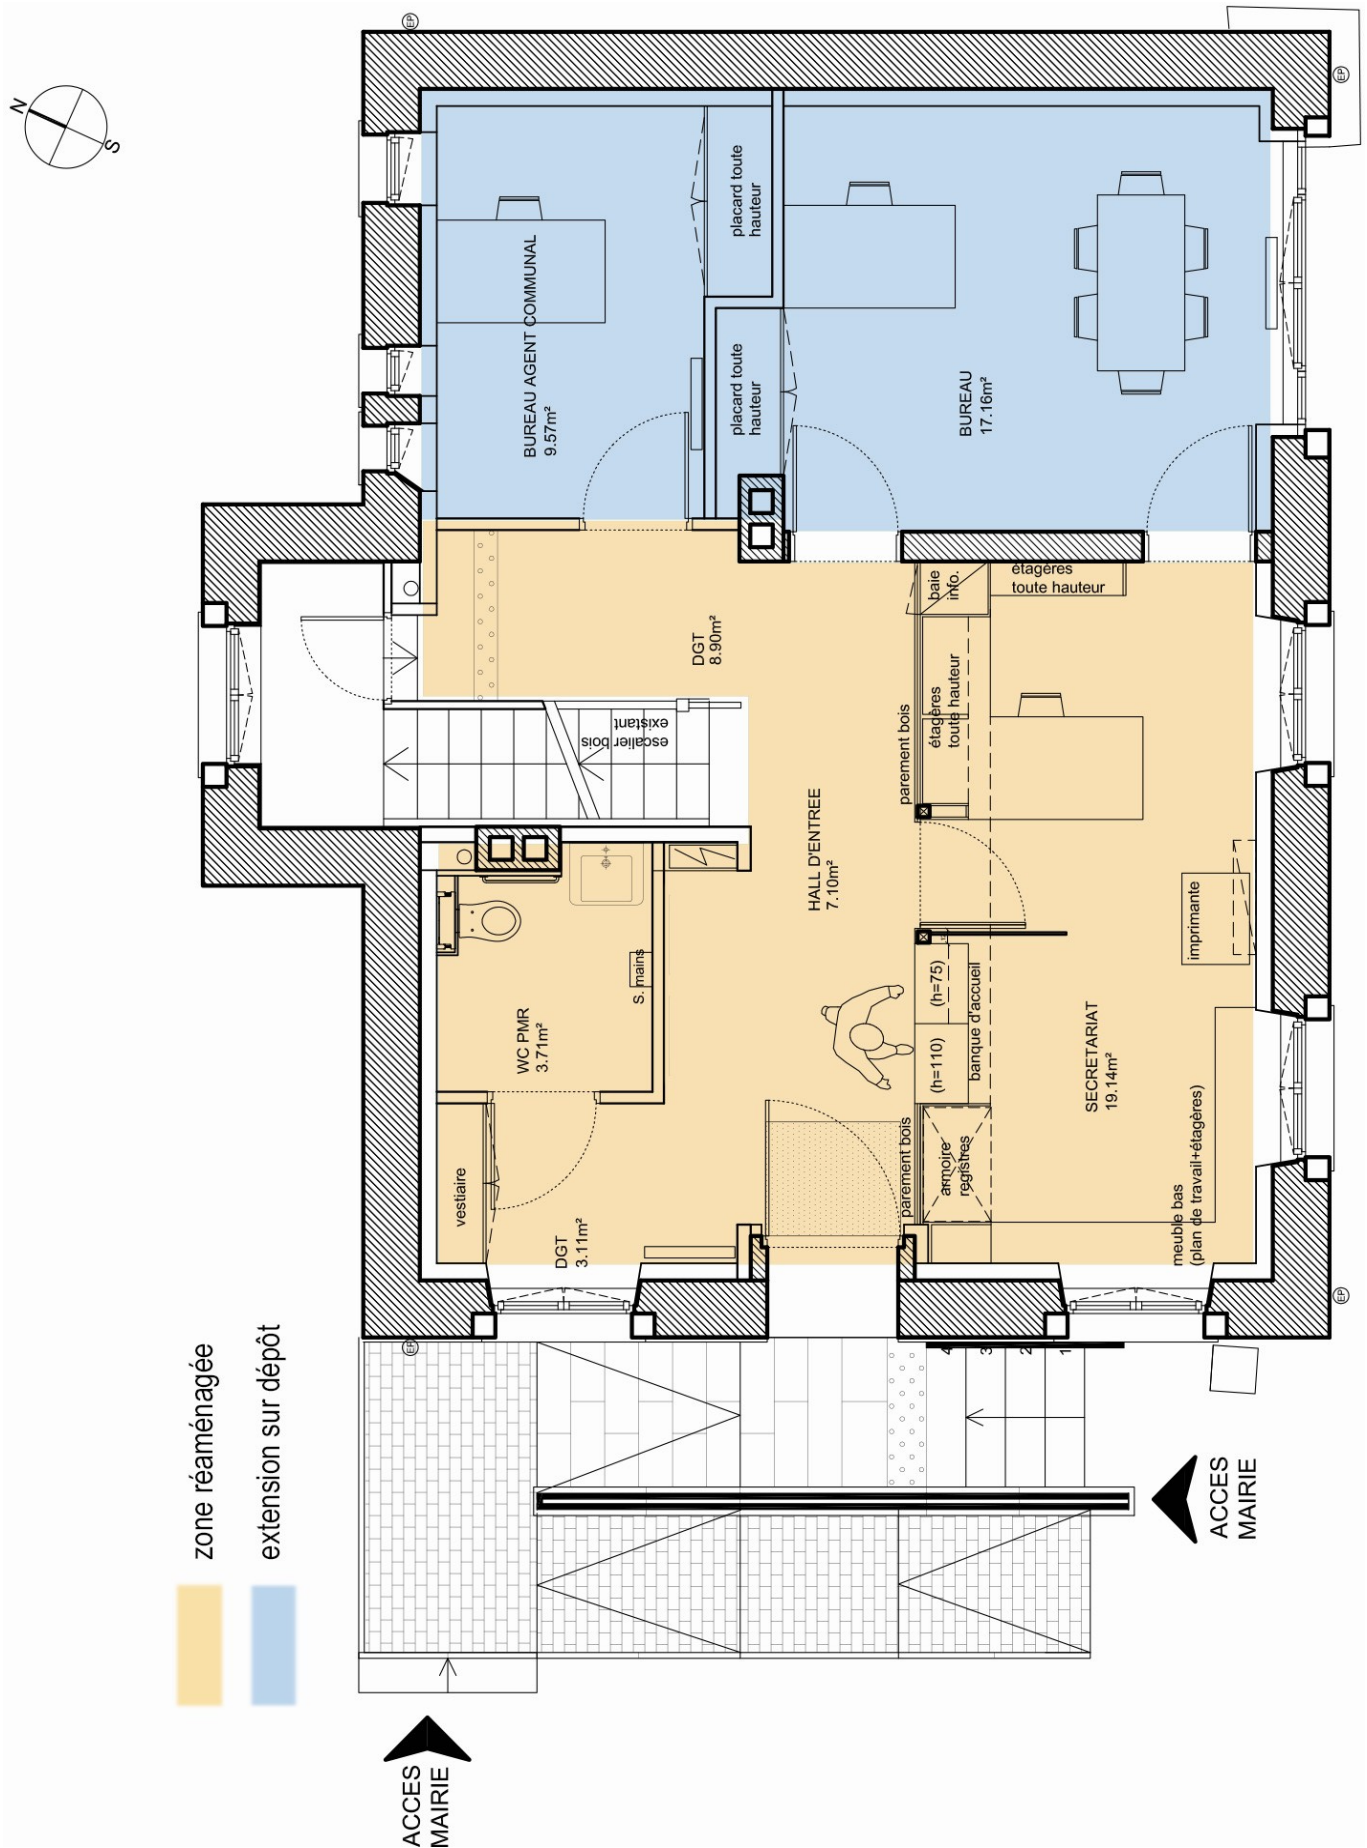 N
S
EP
EP
placard toute
hauteur
BUREAU AGENT COMMUNAL
9.57m²
placard toute
hauteur
BUREAU
17.16m²
baie
info.
étagères
toute hauteur
DGT
8.90m²
étagères
toute hauteur
escalier bois
existant
parement bois
HALL D'ENTREE
7.10m²
imprimante
S. mains
WC PMR
3.71m²
(h=75)
(h=110)
banque d'accueil
SECRETARIAT
19.14m²
vestiaire
DGT
3.11m²
parement bois
armoire
registres
meuble bas
(plan de travail+étagères)
EP
EP
4
3
2
1
zone réaménagée
extension sur dépôt
ACCES
MAIRIE
ACCES
MAIRIE